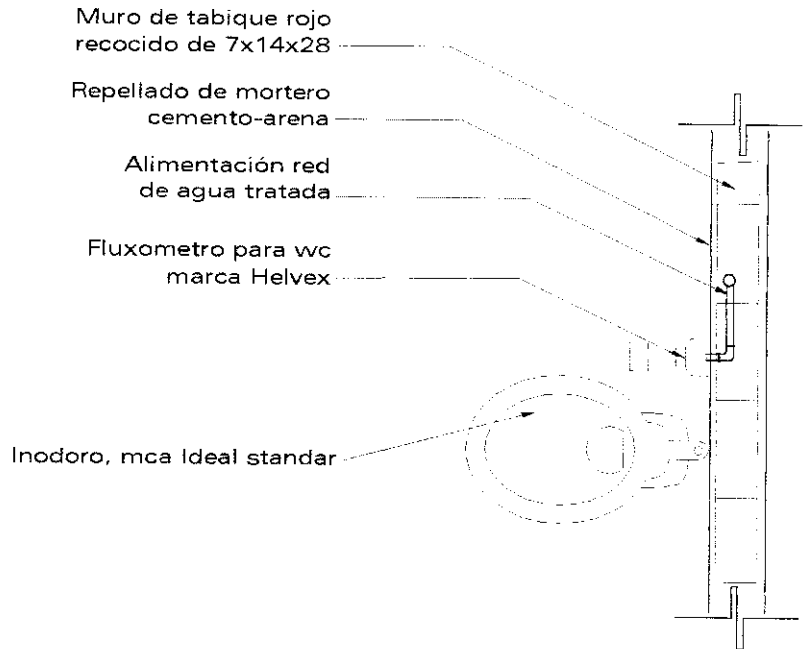 Muro de tabique rojo
recocido de 7x14x28
Repellado de mortero
cemento-arena
Alimentación red
de agua tratada
Fluxometro para wc
marca Helvex
Inodoro, mca Ideal standar